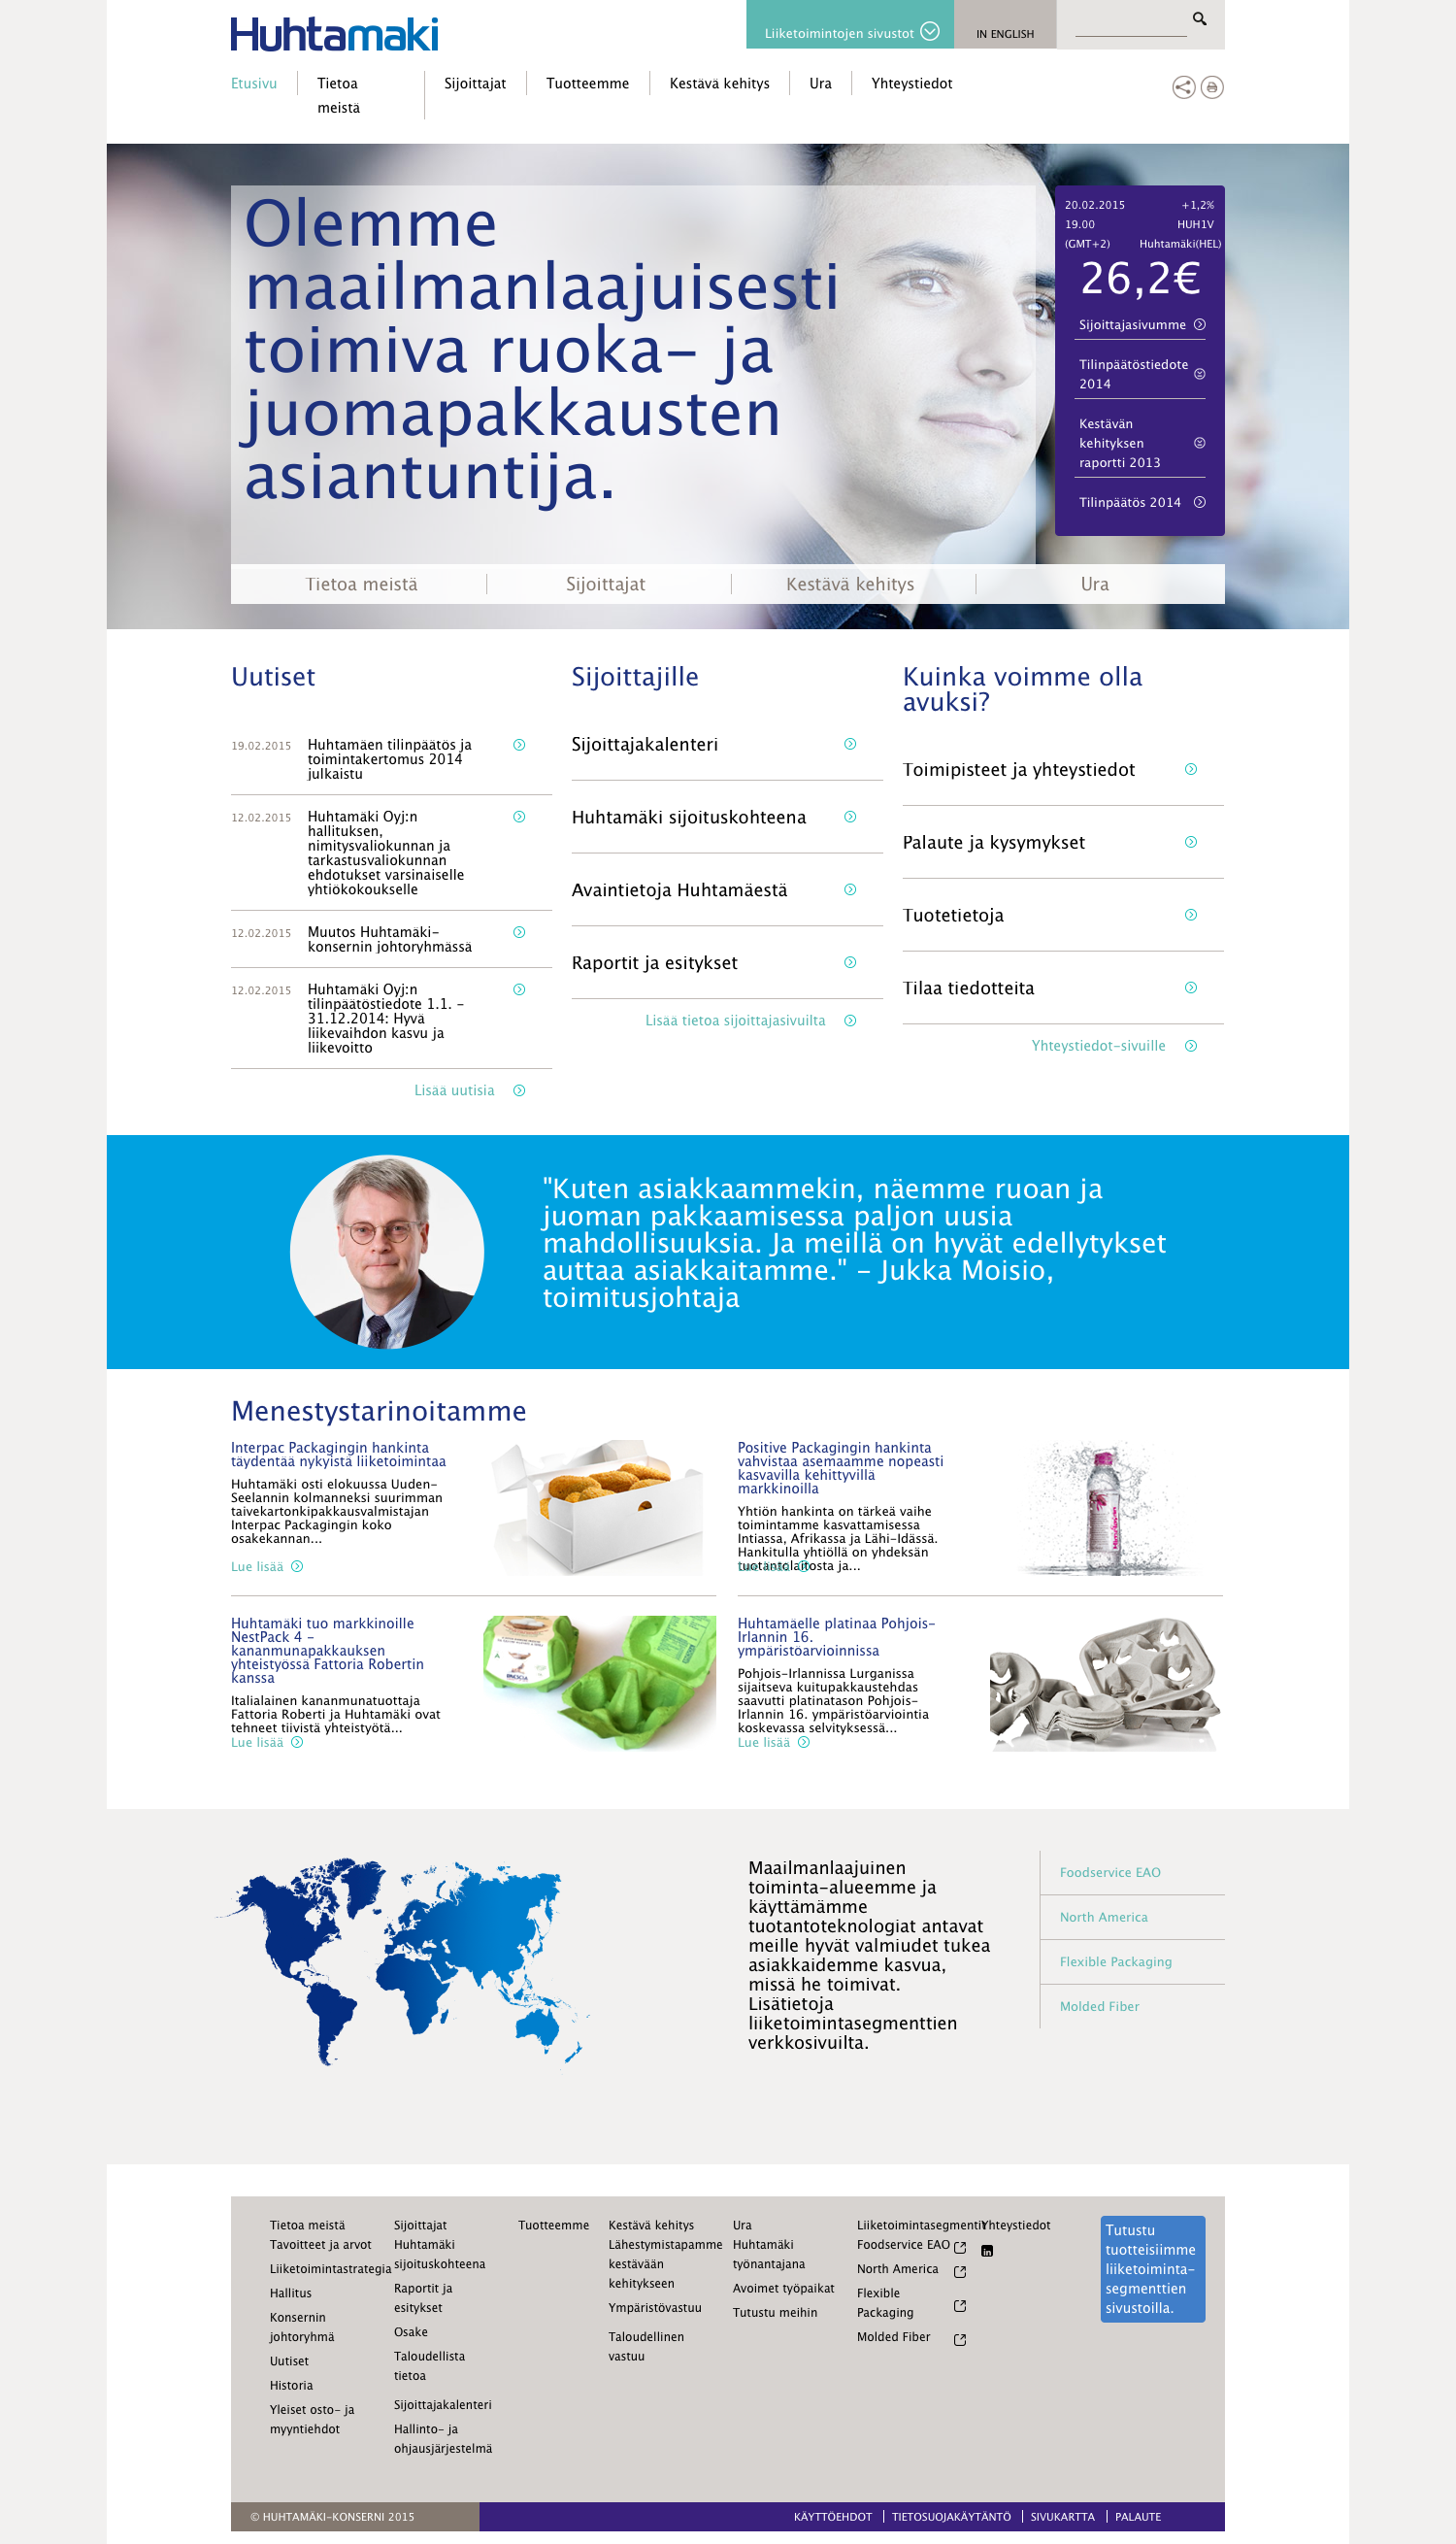 Huhtamaki
Liiketoimintojen sivustot
IN ENGLISH
Etusivu
Tietoa
meistä
Sijoittajat
Tuotteemme
Kestävä kehitys
Ura
Yhteystiedot
Olemme
maailmanlaajuisesti
toimiva ruoka- ja
juomapakkausten
asiantuntija.
20.02.2015 +1,2%
19.00 HUH1V
(GMT+2) Huhtamäki(HEL)
26,2€
Sijoittajasivumme
Tilinpäätöstiedote
2014
Kestävän
kehityksen
raportti 2013
Tilinpäätös 2014
Tietoa meistä
Sijoittajat
Kestävä kehitys
Ura
Uutiset
19.02.2015 Huhtamäen tilinpäätös ja
toimintakertomus 2014
julkaistu
12.02.2015 Huhtamäki Oyj:n
hallituksen,
nimitysvaliokunnan ja
tarkastusvaliokunnan
ehdotukset varsinaiselle
yhtiökokoukselle
12.02.2015 Muutos Huhtamäki-
konsernin johtoryhmässä
12.02.2015 Huhtamäki Oyj:n
tilinpäätöstiedote 1.1. -
31.12.2014: Hyvä
liikevaihdon kasvu ja
liikevoitto
Lisää uutisia
Sijoittajille
Sijoittajakalenteri
Huhtamäki sijoituskohteena
Avaintietoja Huhtamäestä
Raportit ja esitykset
Lisää tietoa sijoittajasivuilta
Kuinka voimme olla
avuksi?
Toimipisteet ja yhteystiedot
Palaute ja kysymykset
Tuotetietoja
Tilaa tiedotteita
Yhteystiedot-sivuille
"Kuten asiakkaammekin, näemme ruoan ja
juoman pakkaamisessa paljon uusia
mahdollisuuksia. Ja meillä on hyvät edellytykset
auttaa asiakkaitamme." - Jukka Moisio,
toimitusjohtaja
Menestystarinoitamme
Interpac Packagingin hankinta
täydentää nykyistä liiketoimintaa
Huhtamäki osti elokuussa Uuden-
Seelannin kolmanneksi suurimman
taivekartonkipakkausvalmistajan
Interpac Packagingin koko
osakekannan...
Lue lisää
Positive Packagingin hankinta
vahvistaa asemaamme nopeasti
kasvavilla kehittyvillä
markkinoilla
Yhtiön hankinta on tärkeä vaihe
toimintamme kasvattamisessa
Intiassa, Afrikassa ja Lähi-Idässä.
Hankitulla yhtiöllä on yhdeksän
tuotantolaitosta ja...
Lue lisää
Huhtamäki tuo markkinoille
NestPack 4 -
kananmunapakkauksen
yhteistyössä Fattoria Robertin
kanssa
Italialainen kananmunatuottaja
Fattoria Roberti ja Huhtamäki ovat
tehneet tiivistä yhteistyötä...
Lue lisää
Huhtamäelle platinaa Pohjois-
Irlannin 16.
ympäristöarvioinnissa
Pohjois-Irlannissa Lurganissa
sijaitseva kuitupakkaustehdas
saavutti platinatason Pohjois-
Irlannin 16. ympäristöarviointia
koskevassa selvityksessä...
Lue lisää
Maailmanlaajuinen
toiminta-alueemme ja
käyttämämme
tuotantoteknologiat antavat
meille hyvät valmiudet tukea
asiakkaidemme kasvua,
missä he toimivat.
Lisätietoja
liiketoimintasegmenttien
verkkosivuilta.
Foodservice EAO
North America
Flexible Packaging
Molded Fiber
Tietoa meistä
Tavoitteet ja arvot
Liiketoimintastrategia
Hallitus
Konsernin
johtoryhmä
Uutiset
Historia
Yleiset osto- ja
myyntiehdot
Sijoittajat
Huhtamäki
sijoituskohteena
Raportit ja
esitykset
Osake
Taloudellista
tietoa
Sijoittajakalenteri
Hallinto- ja
ohjausjärjestelmä
Tuotteemme
Kestävä kehitys
Lähestymistapamme
kestävään
kehitykseen
Ympäristövastuu
Taloudellinen
vastuu
Ura
Huhtamäki
työnantajana
Avoimet työpaikat
Tutustu meihin
Liiketoimintasegmentit
Foodservice EAO
North America
Flexible
Packaging
Molded Fiber
Yhteystiedot
in
Tutustu
tuotteisiimme
liiketoiminta-
segmenttien
sivustoilla.
© HUHTAMÄKI-KONSERNI 2015
KÄYTTÖEHDOT
TIETOSUOJAKÄYTÄNTÖ
SIVUKARTTA
PALAUTE